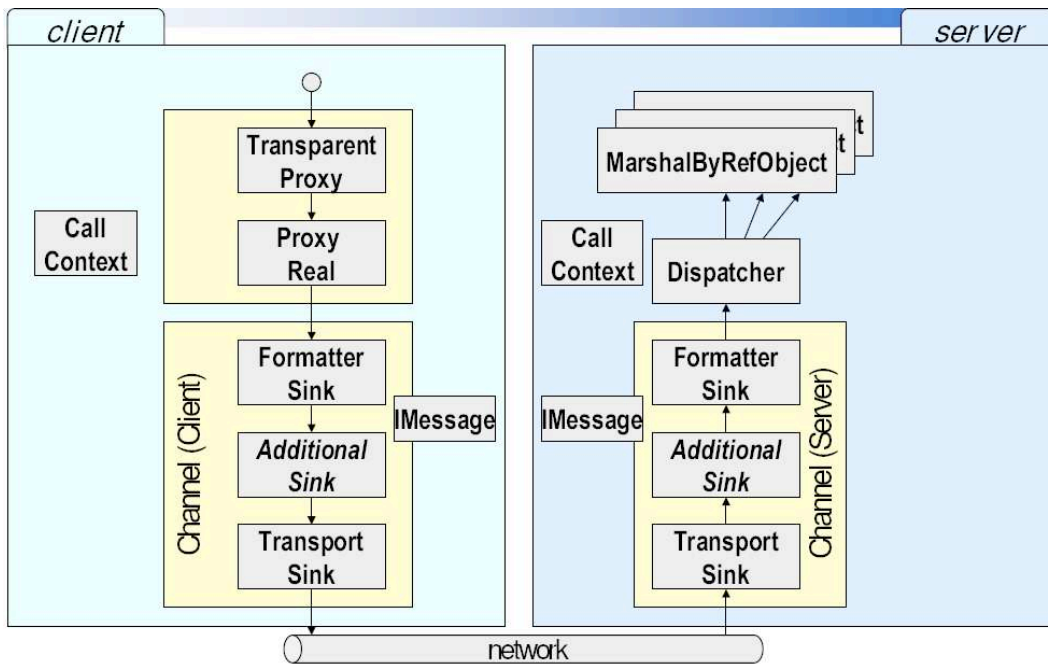 client
server
Transparent
Proxy
Proxy
Real
Call
Context
Formatter
Sink
Additional
Sink
Transport
Sink
Channel (Client)
IMessage
MarshalByRefObject
Call
Context
Dispatcher
Formatter
Sink
IMessage
Additional
Sink
Transport
Sink
Channel (Server)
network